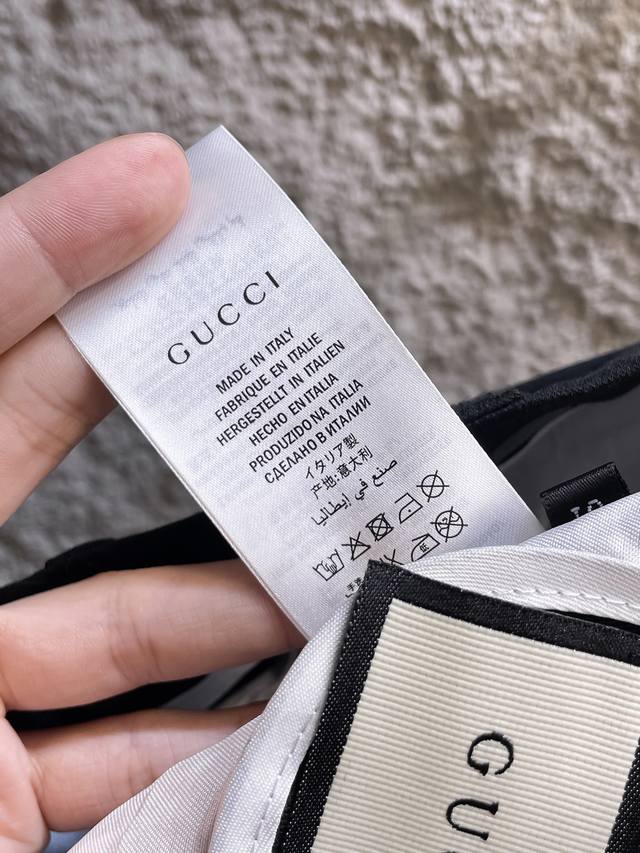 GUCCI
MADE IN ITALY
FABRIQUE EN ITALIE
HERGESTELLT IN ITALIEN
HECHO EN ITALIA
PRODUZIDO NA ITALIA
СДЕЛАНО В ИТАЛИИ
イタリア製
产地:意大利
صنع في إيطاليا
GU